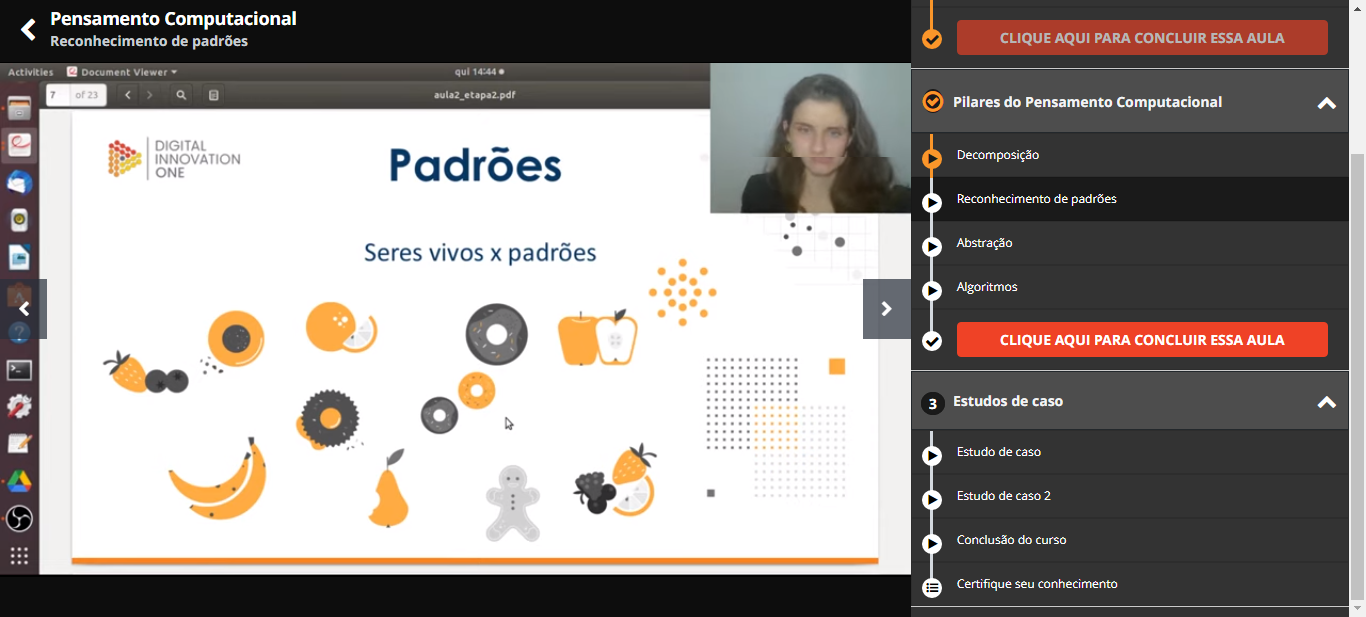 Pensamento Computacional
Reconhecimento de padrões
Activities
Document Viewer
qui 14:44
7
of 23
aula2_etapa2.pdf
DIGITAL
INNOVATION
ONE
Padrões
Seres vivos x padrões
CLIQUE AQUI PARA CONCLUIR ESSA AULA
Pilares do Pensamento Computacional
Decomposição
Reconhecimento de padrões
Abstração
Algoritmos
CLIQUE AQUI PARA CONCLUIR ESSA AULA
3
Estudos de caso
Estudo de caso
Estudo de caso 2
Conclusão do curso
Certifique seu conhecimento